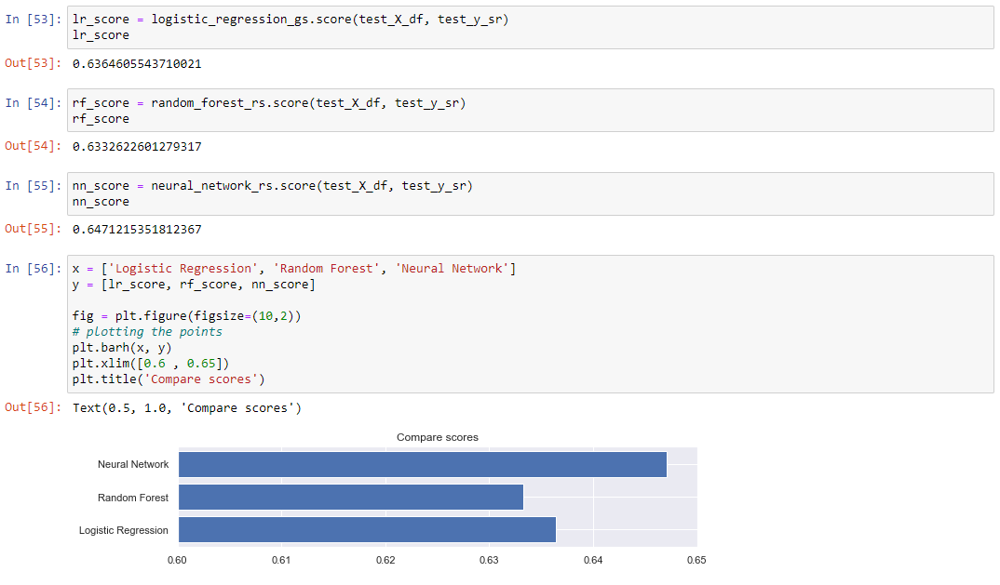 In [53]: lr_score = logistic_regression_gs.score(test_X_df, test_y_sr)
lr_score
Out[53]: 0.6364605543710021
In [54]: rf_score = random_forest_rs.score(test_X_df, test_y_sr)
rf_score
Out[54]: 0.6332622601279317
In [55]: nn_score = neural_network_rs.score(test_X_df, test_y_sr)
nn_score
Out[55]: 0.6471215351812367
In [56]: x = ['Logistic Regression', 'Random Forest', 'Neural Network']
y = [lr_score, rf_score, nn_score]
fig = plt.figure(figsize=(10,2))
# plotting the points
plt.barh(x, y)
plt.xlim([0.6 , 0.65])
plt.title('Compare scores')
Out[56]: Text(0.5, 1.0, 'Compare scores')
Compare scores
Neural Network
Random Forest
Logistic Regression
0.60 0.61 0.62 0.63 0.64 0.65